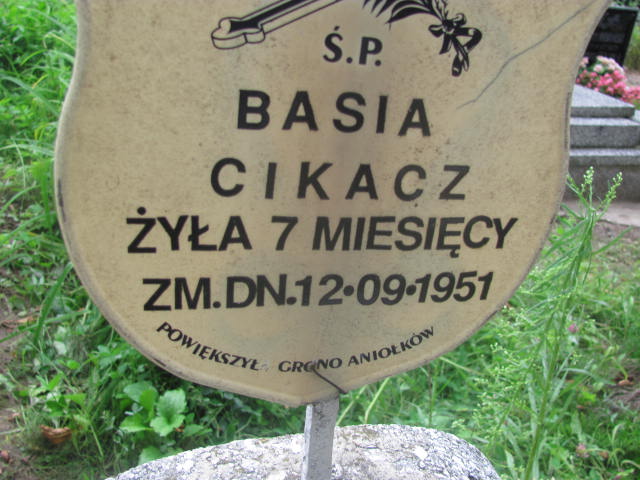 Ś.P.
BASIA
CIKACZ
ŻYŁA 7 MIESIĘCY
ZM.DN.12•09•1951
POWIĘKSZYŁA GRONO ANIOŁKÓW